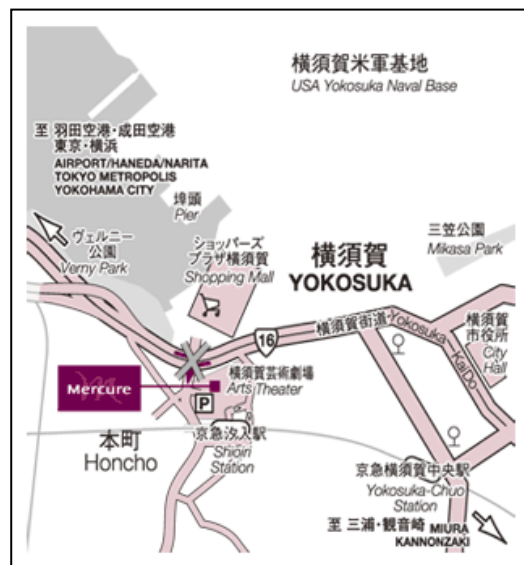 横須賀米軍基地
USA Yokosuka Naval Base
至 羽田空港・成田空港
東京・横浜
AIRPORT/HANEDA/NARITA
TOKYO METROPOLIS
YOKOHAMA CITY
埠頭
Pier
三笠公園
Mikasa Park
ヴェルニー
公園
Verny Park
ショッパーズ
プラザ横須賀
Shopping Mall
横須賀
YOKOSUKA
16
横須賀街道・Yokosuka KaiDo
横須賀
市役所
City
Hall
Mercure
横須賀芸術劇場
Arts Theater
P
本町
Honcho
京急汐入駅
Shioiri
Station
京急横須賀中央駅
Yokosuka-Chuo
Station
至 三浦・観音崎 MIURA
KANNONZAKI